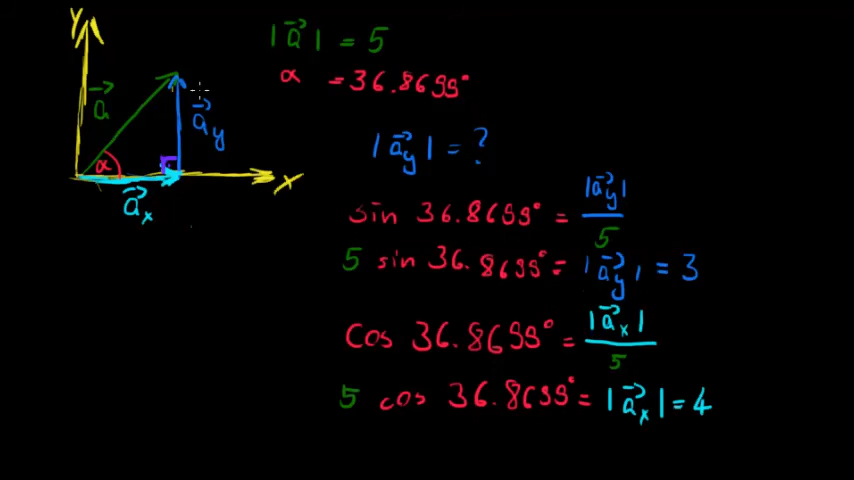 y
|a⃗| = 5
α = 36.8699°
a⃗
a⃗y
|a⃗y| = ?
α
x
a⃗x
sin 36.8699° = |a⃗y| / 5
5 sin 36.8699° = |a⃗y| = 3
cos 36.8699° = |a⃗x| / 5
5 cos 36.8699° = |a⃗x| = 4